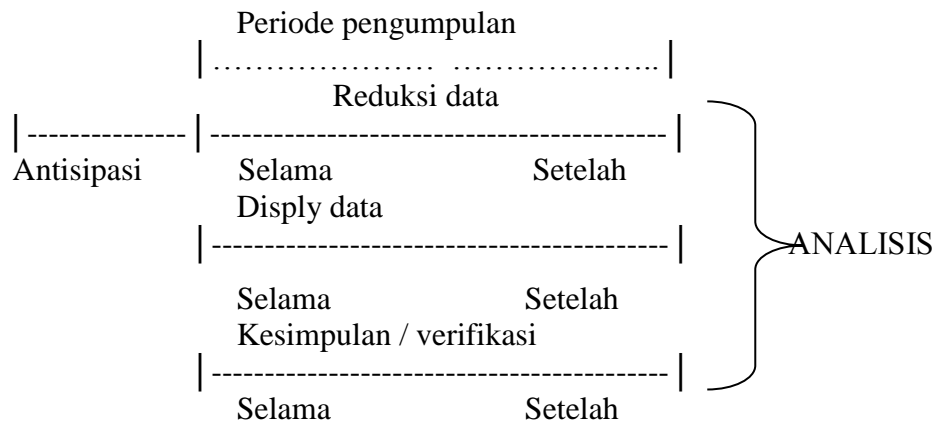 Periode pengumpulan
|………………… ………………..|
Reduksi data
|---------------|-------------------------------------------|
Antisipasi Selama Setelah
Disply data
|-------------------------------------------|
ANALISIS
Selama Setelah
Kesimpulan / verifikasi
|-------------------------------------------|
Selama Setelah